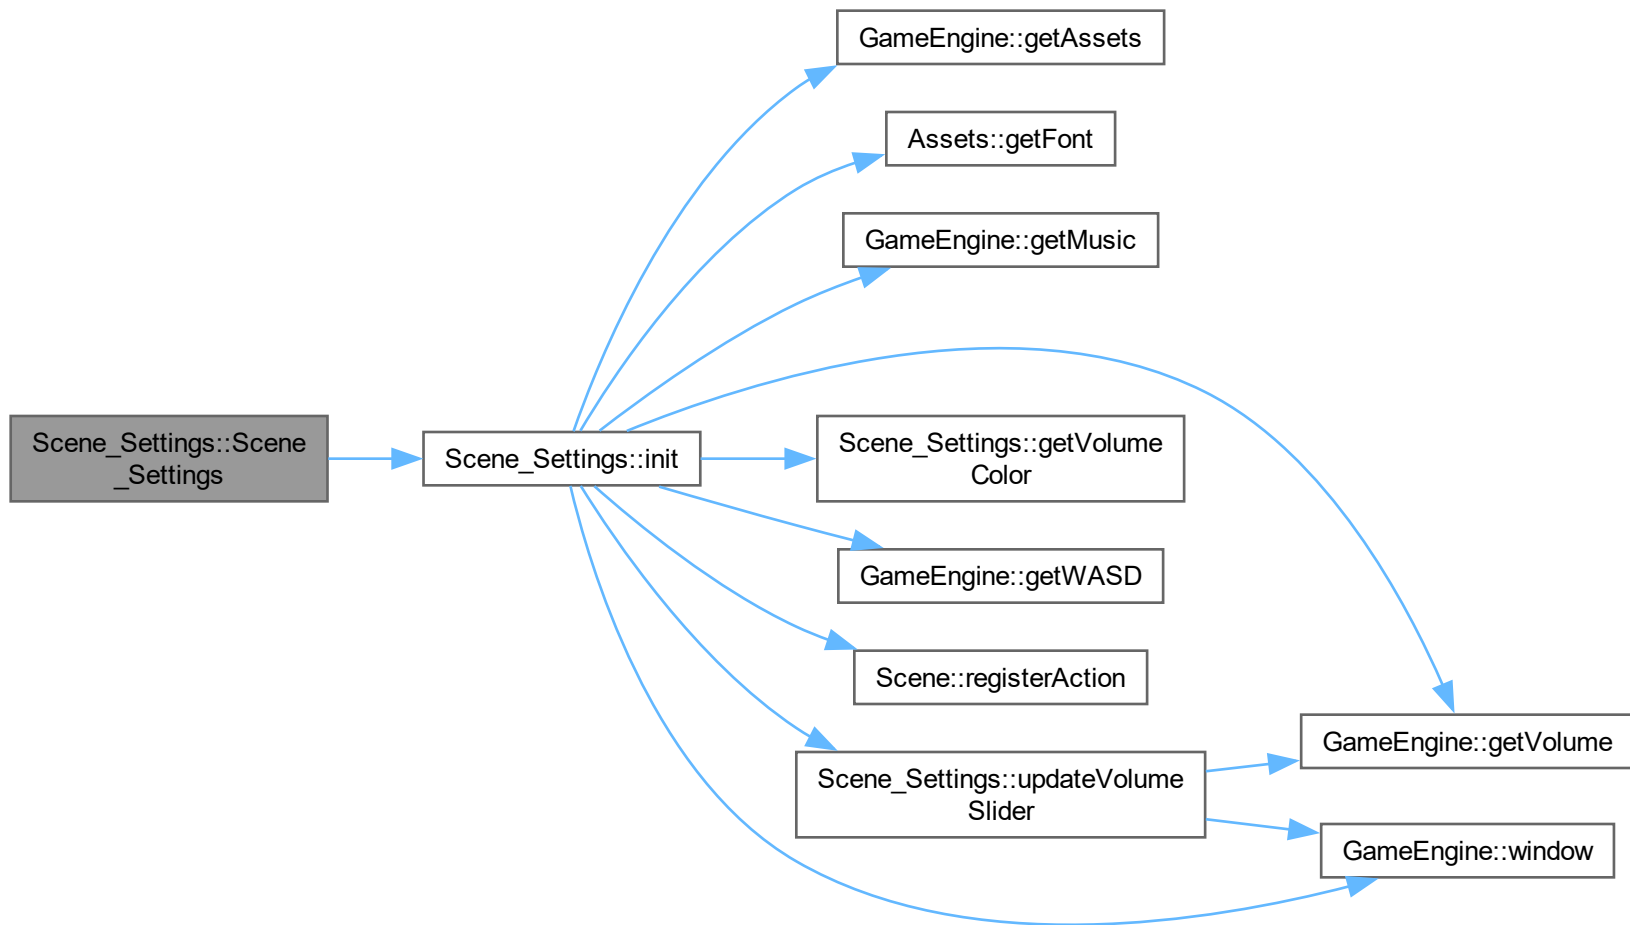 GameEngine::getAssets
Assets::getFont
GameEngine::getMusic
Scene_Settings::Scene
_Settings
Scene_Settings::init
Scene_Settings::getVolume
Color
GameEngine::getWASD
Scene::registerAction
GameEngine::getVolume
Scene_Settings::updateVolume
Slider
GameEngine::window